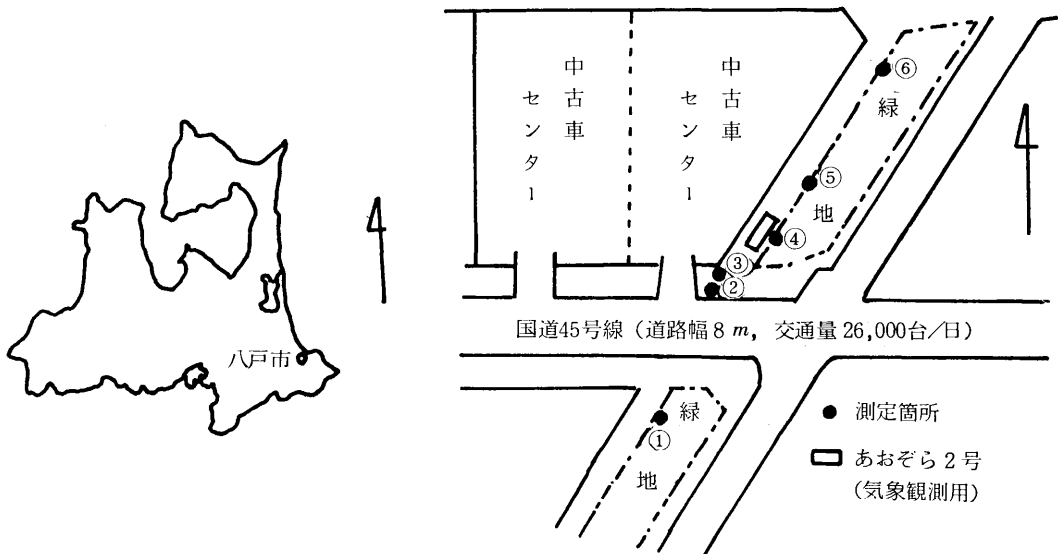 八戸市
中古車
センター
中古車
センター
⑥
緑
⑤
地
④
③
②
国道45号線(道路幅8m, 交通量26,000台/日)
緑
①
地
● 測定箇所
あおぞら2号
(気象観測用)